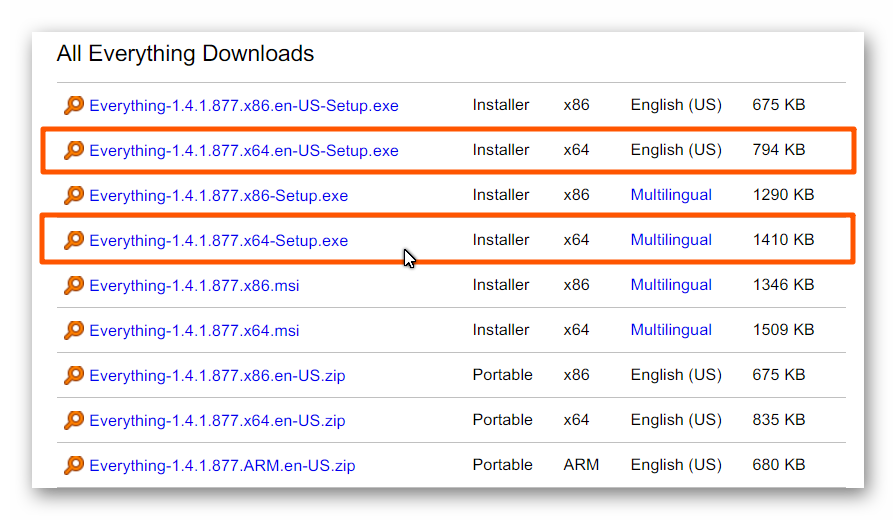 All Everything Downloads
Everything-1.4.1.877.x86.en-US-Setup.exe Installer x86 English (US) 675 KB
Everything-1.4.1.877.x64.en-US-Setup.exe Installer x64 English (US) 794 KB
Everything-1.4.1.877.x86-Setup.exe Installer x86 Multilingual 1290 KB
Everything-1.4.1.877.x64-Setup.exe Installer x64 Multilingual 1410 KB
Everything-1.4.1.877.x86.msi Installer x86 Multilingual 1346 KB
Everything-1.4.1.877.x64.msi Installer x64 Multilingual 1509 KB
Everything-1.4.1.877.x86.en-US.zip Portable x86 English (US) 675 KB
Everything-1.4.1.877.x64.en-US.zip Portable x64 English (US) 835 KB
Everything-1.4.1.877.ARM.en-US.zip Portable ARM English (US) 680 KB